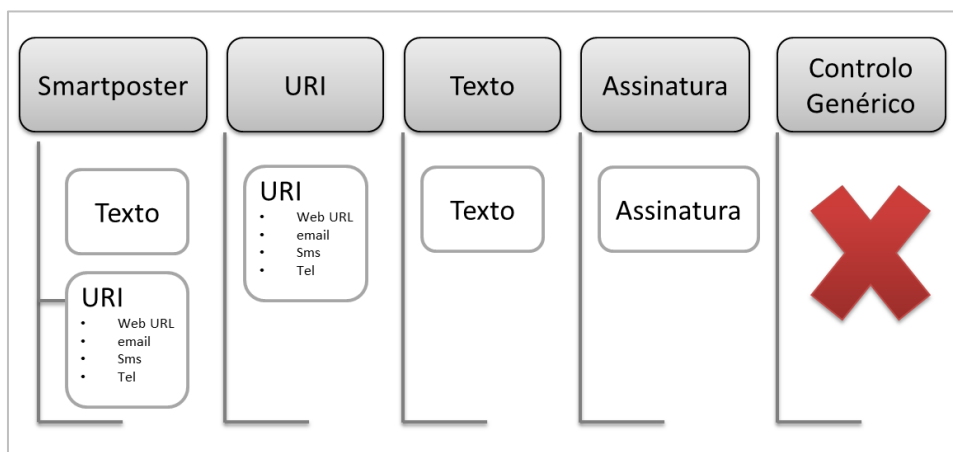 Smartposter
Texto
URI
• Web URL
• email
• Sms
• Tel
URI
URI
• Web URL
• email
• Sms
• Tel
Texto
Texto
Assinatura
Assinatura
Controlo
Genérico